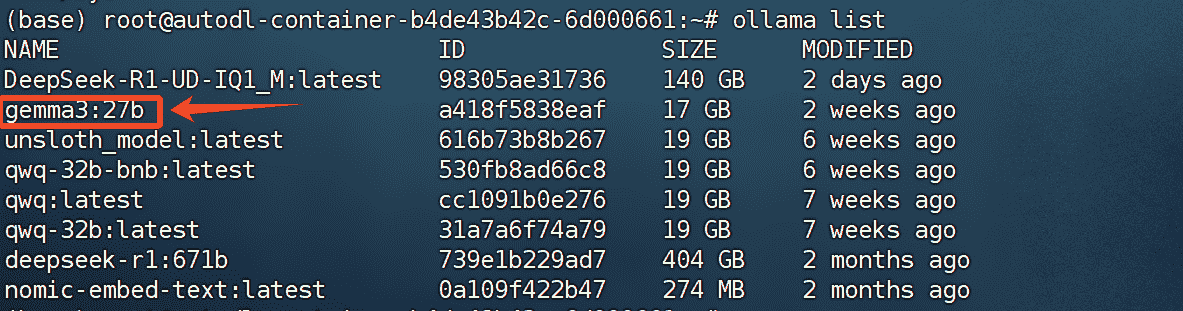 (base) root@autodl-container-b4de43b42c-6d000661:~# ollama list
NAME ID SIZE MODIFIED
DeepSeek-R1-UD-IQ1_M:latest 98305ae31736 140 GB 2 days ago
gemma3:27b a418f5838eaf 17 GB 2 weeks ago
unsloth_model:latest 616b73b8b267 19 GB 6 weeks ago
qwq-32b-bnb:latest 530fb8ad66c8 19 GB 6 weeks ago
qwq:latest cc1091b0e276 19 GB 7 weeks ago
qwq-32b:latest 31a7a6f74a79 19 GB 7 weeks ago
deepseek-r1:671b 739e1b229ad7 404 GB 2 months ago
nomic-embed-text:latest 0a109f422b47 274 MB 2 months ago